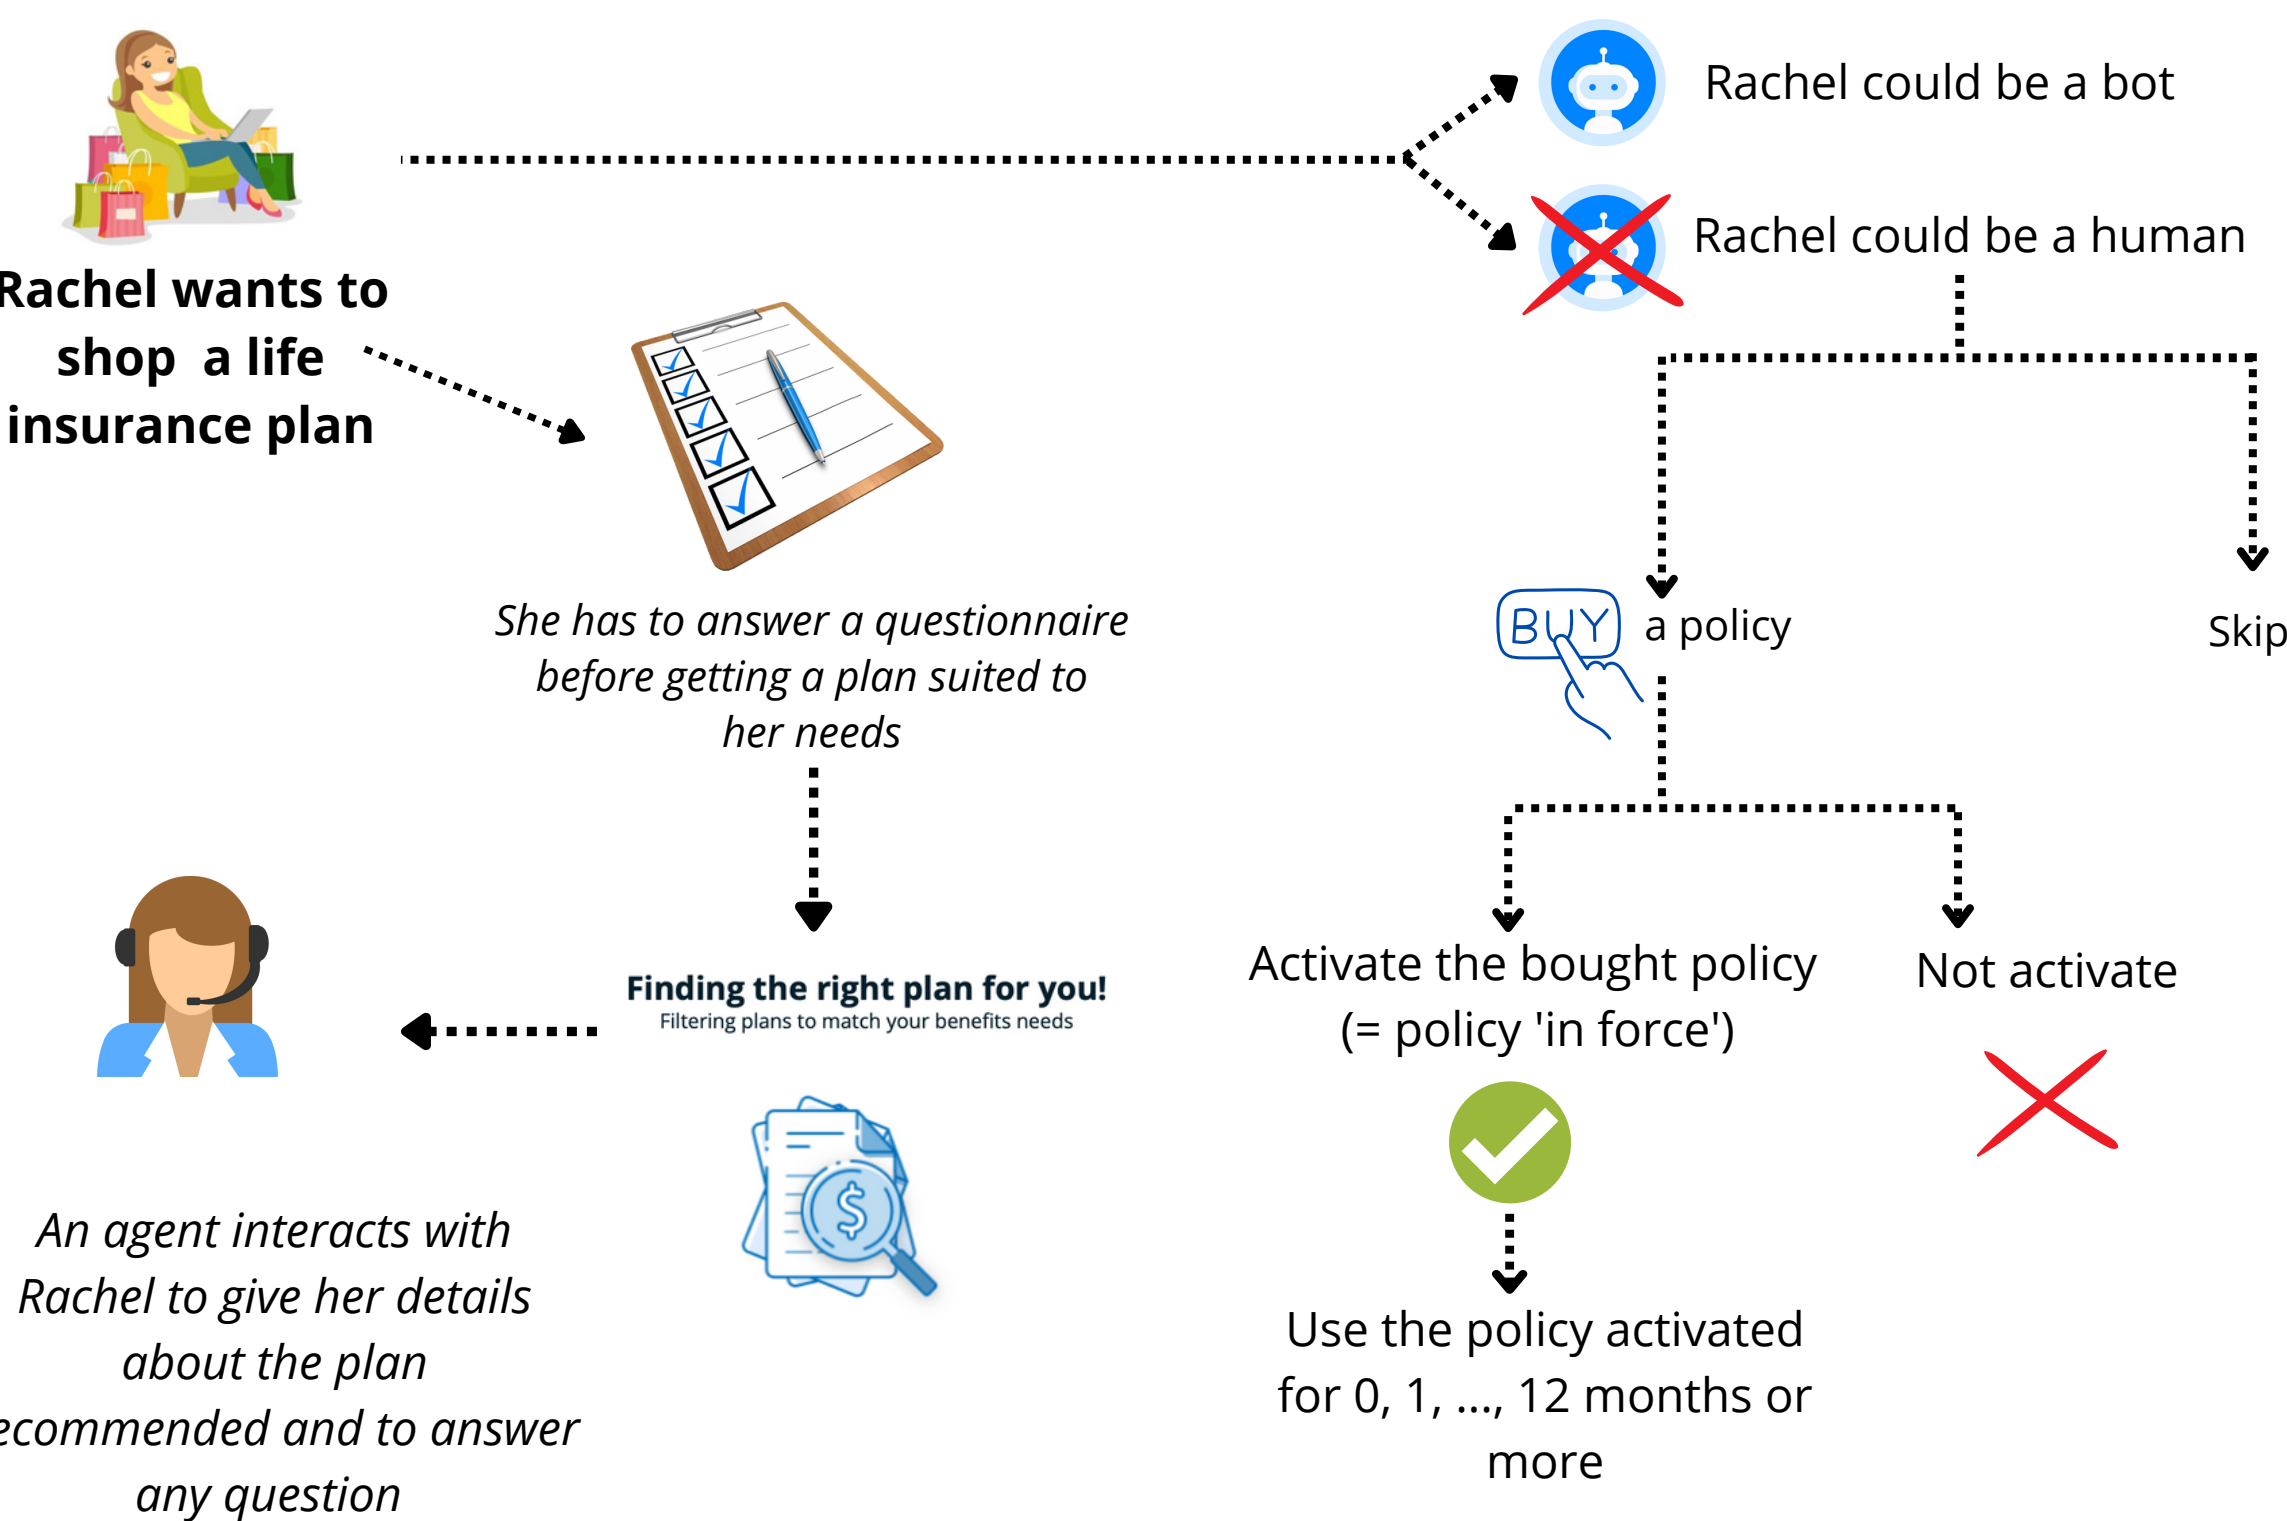 Rachel wants to
shop a life
insurance plan
She has to answer a questionnaire
before getting a plan suited to
her needs
Finding the right plan for you!
Filtering plans to match your benefits needs
An agent interacts with
Rachel to give her details
about the plan
ecommended and to answer
any question
Rachel could be a bot
Rachel could be a human
BUY a policy
Skip
Activate the bought policy
(= policy 'in force')
Not activate
Use the policy activated
for 0, 1, ..., 12 months or
more